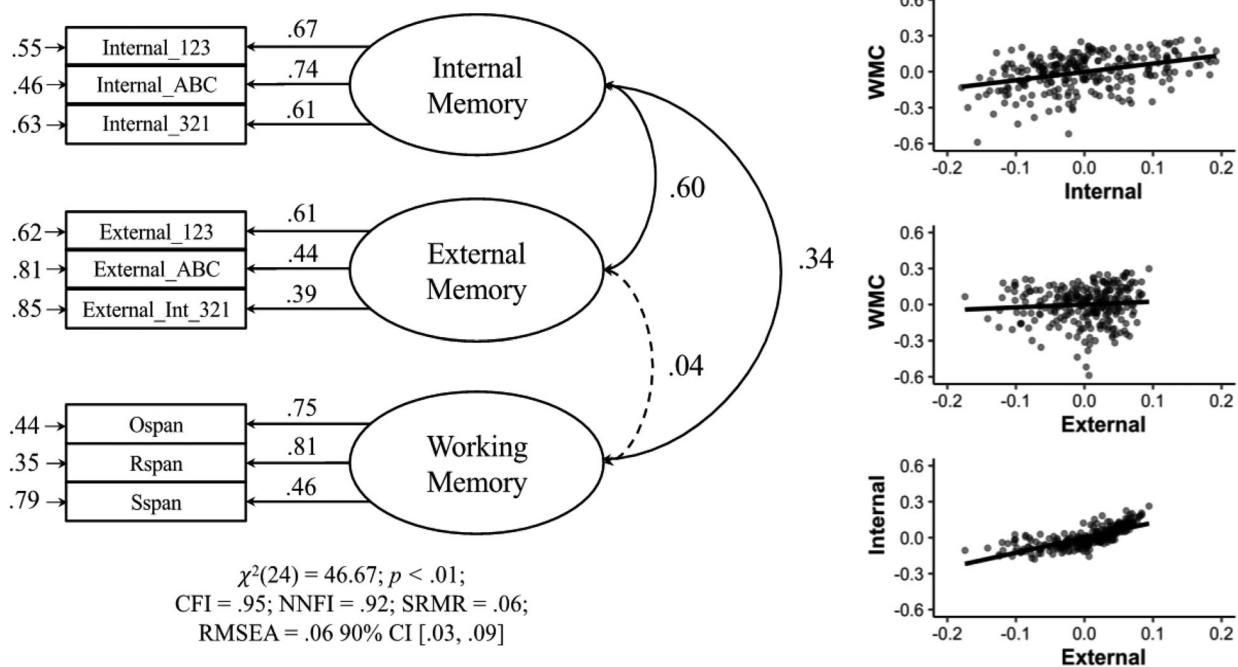 .55
Internal_123
.67
.46
Internal_ABC
.74
.63
Internal_321
.61
Internal
Memory
.62
External_123
.61
.81
External_ABC
.44
.85
External_Int_321
.39
External
Memory
.44
Ospan
.75
.35
Rspan
.81
.79
Sspan
.46
Working
Memory
.60
.34
.04
χ²(24) = 46.67; p < .01;
CFI = .95; NNFI = .92; SRMR = .06;
RMSEA = .06 90% CI [.03, .09]
0.6
0.3
0.0
-0.3
-0.6
WMC
-0.2 -0.1 0.0 0.1 0.2
Internal
0.6
0.3
0.0
-0.3
-0.6
WMC
-0.2 -0.1 0.0 0.1 0.2
External
0.6
0.3
0.0
-0.3
-0.6
Internal
-0.2 -0.1 0.0 0.1 0.2
External